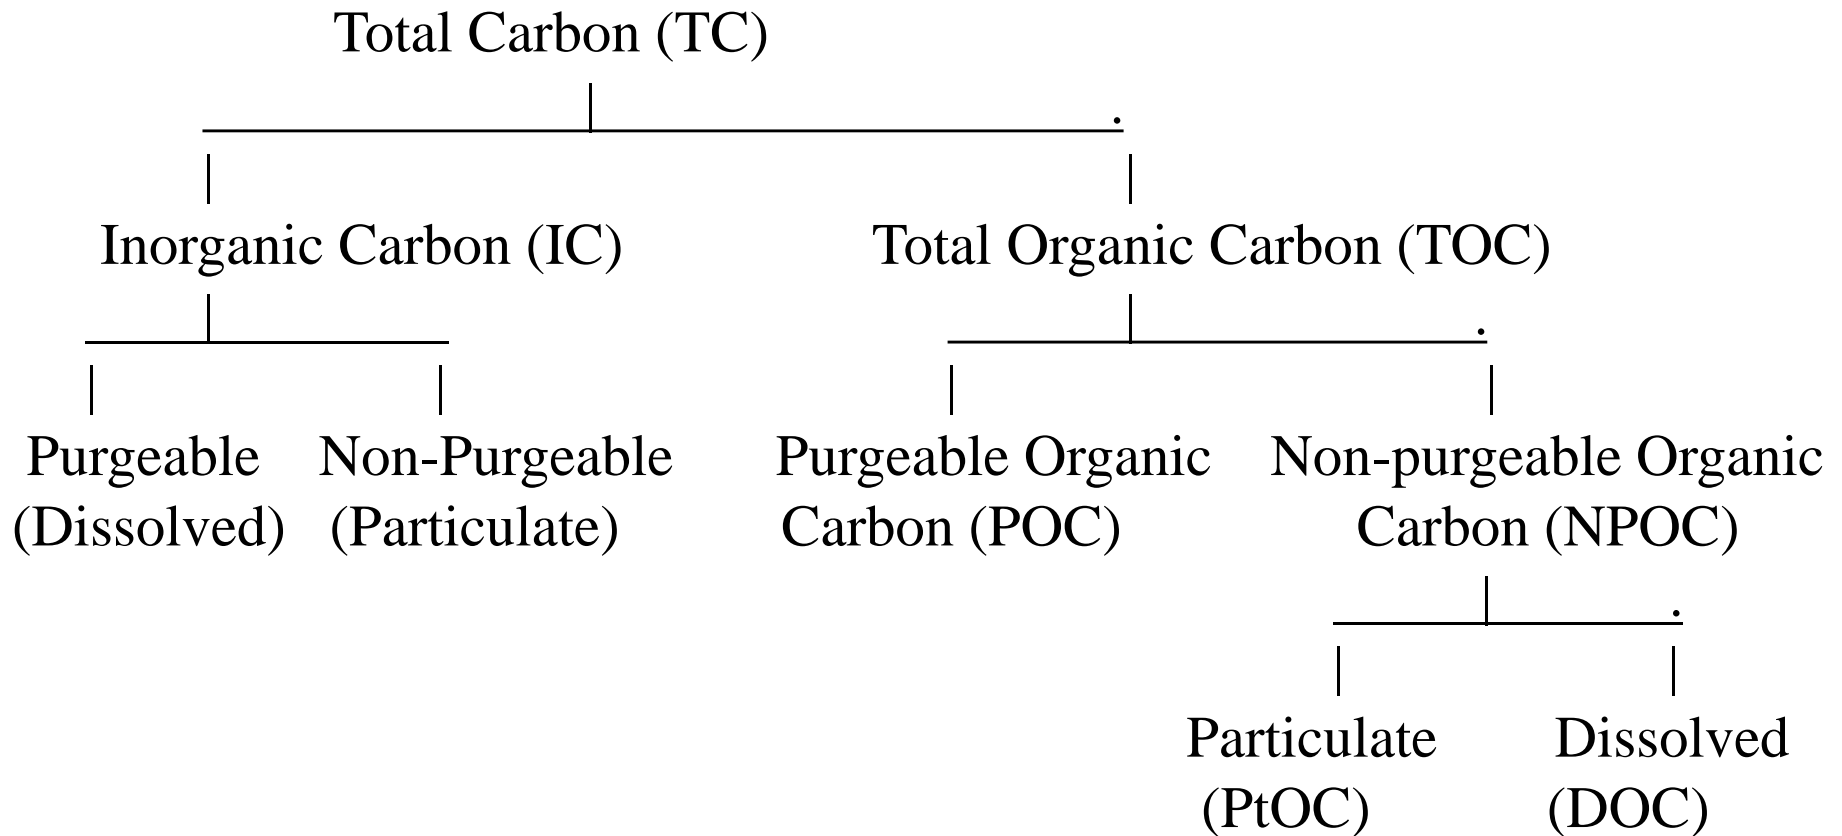 Total Carbon (TC)
Inorganic Carbon (IC)
Total Organic Carbon (TOC)
Purgeable
(Dissolved)
Non-Purgeable
(Particulate)
Purgeable Organic
Carbon (POC)
Non-purgeable Organic
Carbon (NPOC)
Particulate
(PtOC)
Dissolved
(DOC)